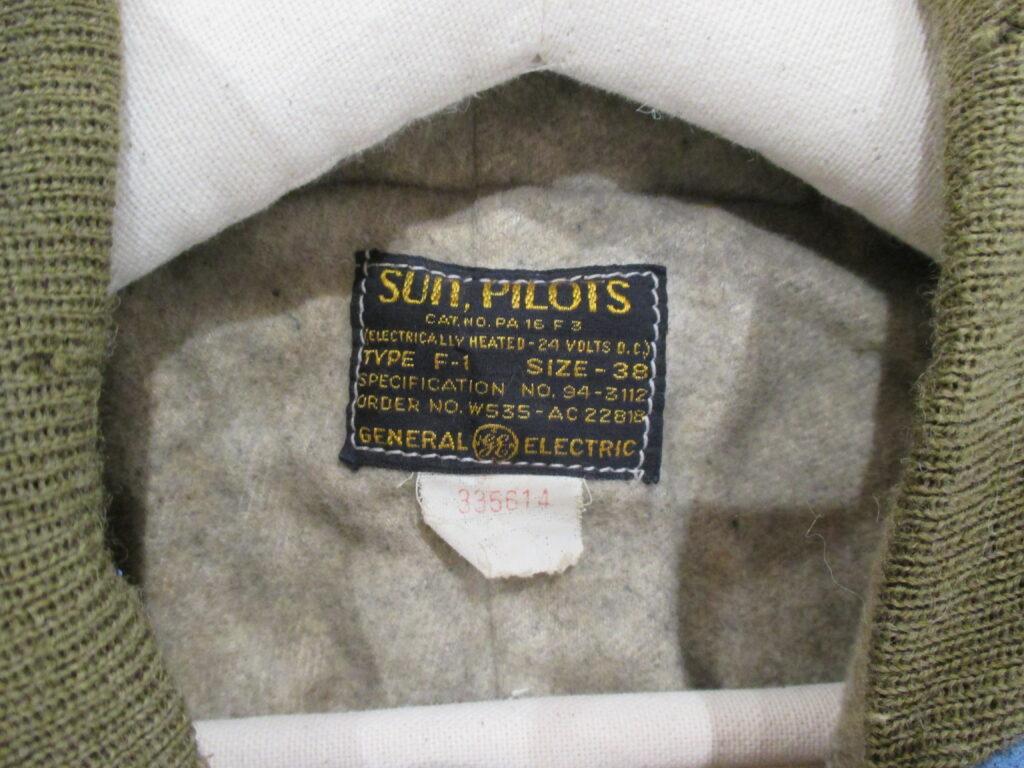 SUIT, PILOTS
CAT. NO. PA 16 F 3
(ELECTRICALLY HEATED - 24 VOLTS D.C.)
TYPE F-1 SIZE - 38
SPECIFICATION NO. 94-3112
ORDER NO. W535-AC 22818
GENERAL GE ELECTRIC
335614